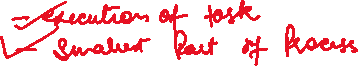 execution of task
Smallest Part of Process